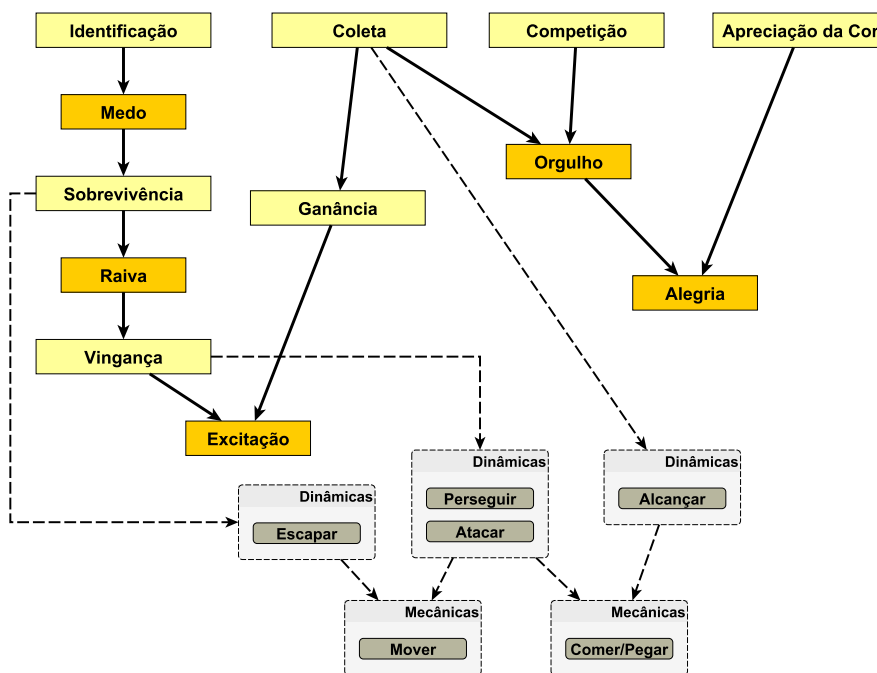 Identificação
Coleta
Competição
Apreciação da
Medo
Orgulho
Sobrevivência
Ganância
Raiva
Alegria
Vingança
Excitação
Dinâmicas
Perseguir
Atacar
Dinâmicas
Alcançar
Dinâmicas
Escapar
Mecânicas
Mover
Mecânicas
Comer/Pegar